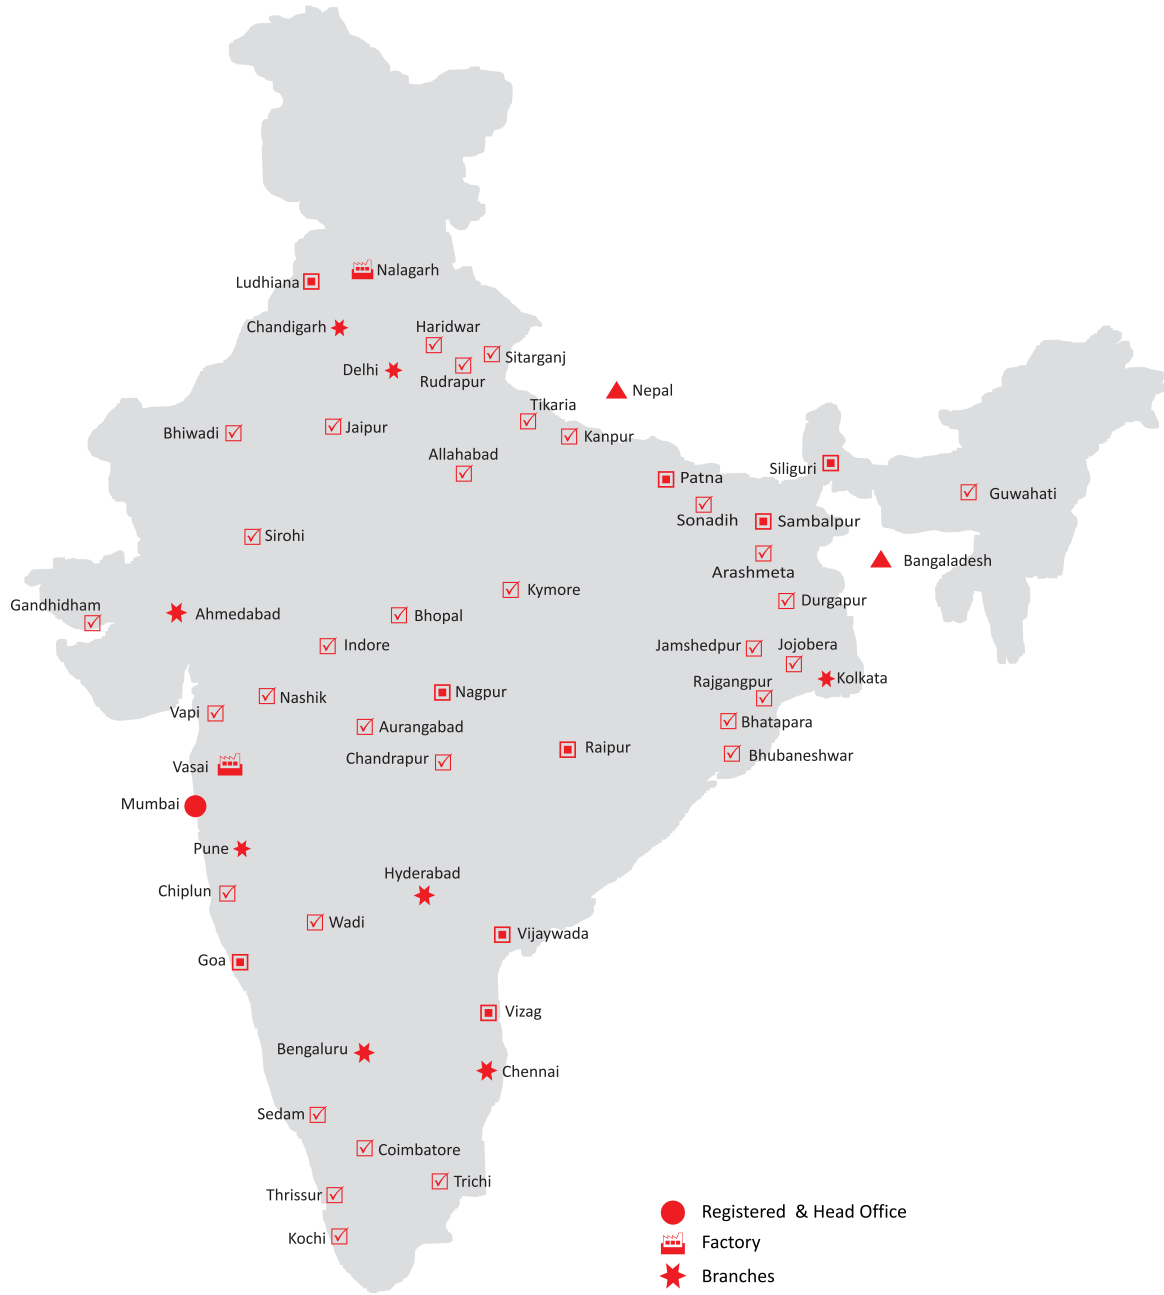 Nalagarh
Ludhiana
Chandigarh
Haridwar
Sitarganj
Delhi
Rudrapur
Nepal
Tikaria
Bhiwadi
Jaipur
Kanpur
Allahabad
Siliguri
Patna
Guwahati
Sonadih
Sambalpur
Sirohi
Bangaladesh
Arashmeta
Kymore
Durgapur
Gandhidham
Ahmedabad
Bhopal
Indore
Jamshedpur
Jojobera
Kolkata
Rajgangpur
Nagpur
Nashik
Vapi
Bhatapara
Aurangabad
Raipur
Chandrapur
Bhubaneshwar
Vasai
Mumbai
Pune
Hyderabad
Chiplun
Wadi
Vijaywada
Goa
Vizag
Bengaluru
Chennai
Sedam
Coimbatore
Trichi
Thrissur
Kochi
Registered & Head Office
Factory
Branches